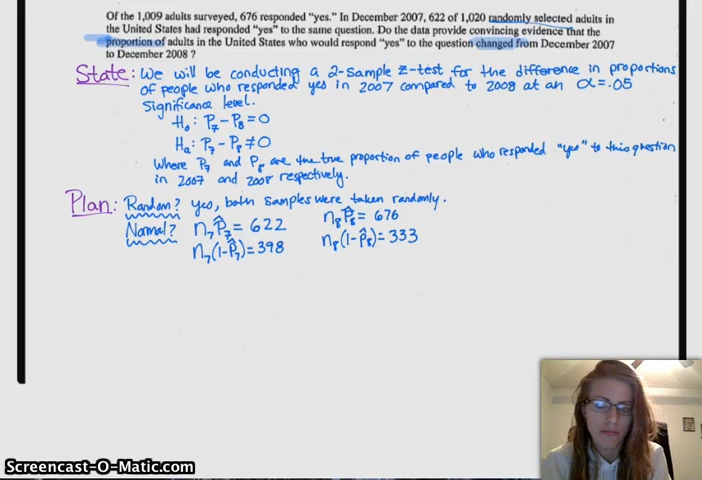 Of the 1,009 adults surveyed, 676 responded "yes." In December 2007, 622 of 1,020 randomly selected adults in
the United States had responded "yes" to the same question. Do the data provide convincing evidence that the
proportion of adults in the United States who would respond "yes" to the question changed from December 2007
to December 2008 ?
State: We will be conducting a 2-Sample z-test for the difference in proportions
of people who responded yes in 2007 compared to 2008 at an α=.05
significance level.
H₀: P₇ - P₈ = 0
Hₐ: P₇ - P₈ ≠ 0
Where P₇ and P₈ are the true proportion of people who responded "yes" to this question
in 2007 and 2008 respectively.
Plan: Random? yes, both samples were taken randomly.
Normal? n₇p̂₇ = 622 n₈p̂₈ = 676
n₇(1-p̂₇) = 398 n₈(1-p̂₈) = 333
Screencast-O-Matic.com